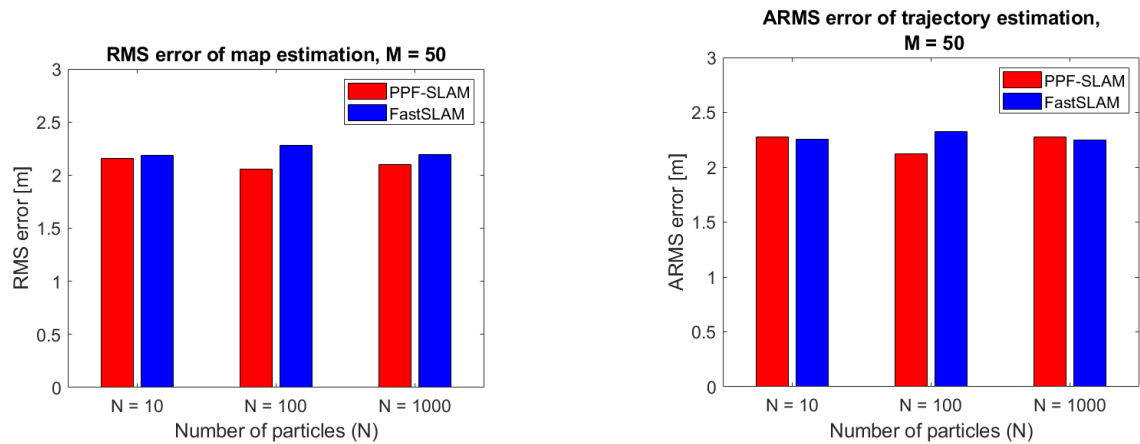 RMS error of map estimation, M = 50
3
2.5
2
1.5
1
0.5
0
RMS error [m]
PPF-SLAM
FastSLAM
N = 10 N = 100 N = 1000
Number of particles (N)
ARMS error of trajectory estimation,
M = 50
3
2.5
2
1.5
1
0.5
0
ARMS error [m]
PPF-SLAM
FastSLAM
N = 10 N = 100 N = 1000
Number of particles (N)